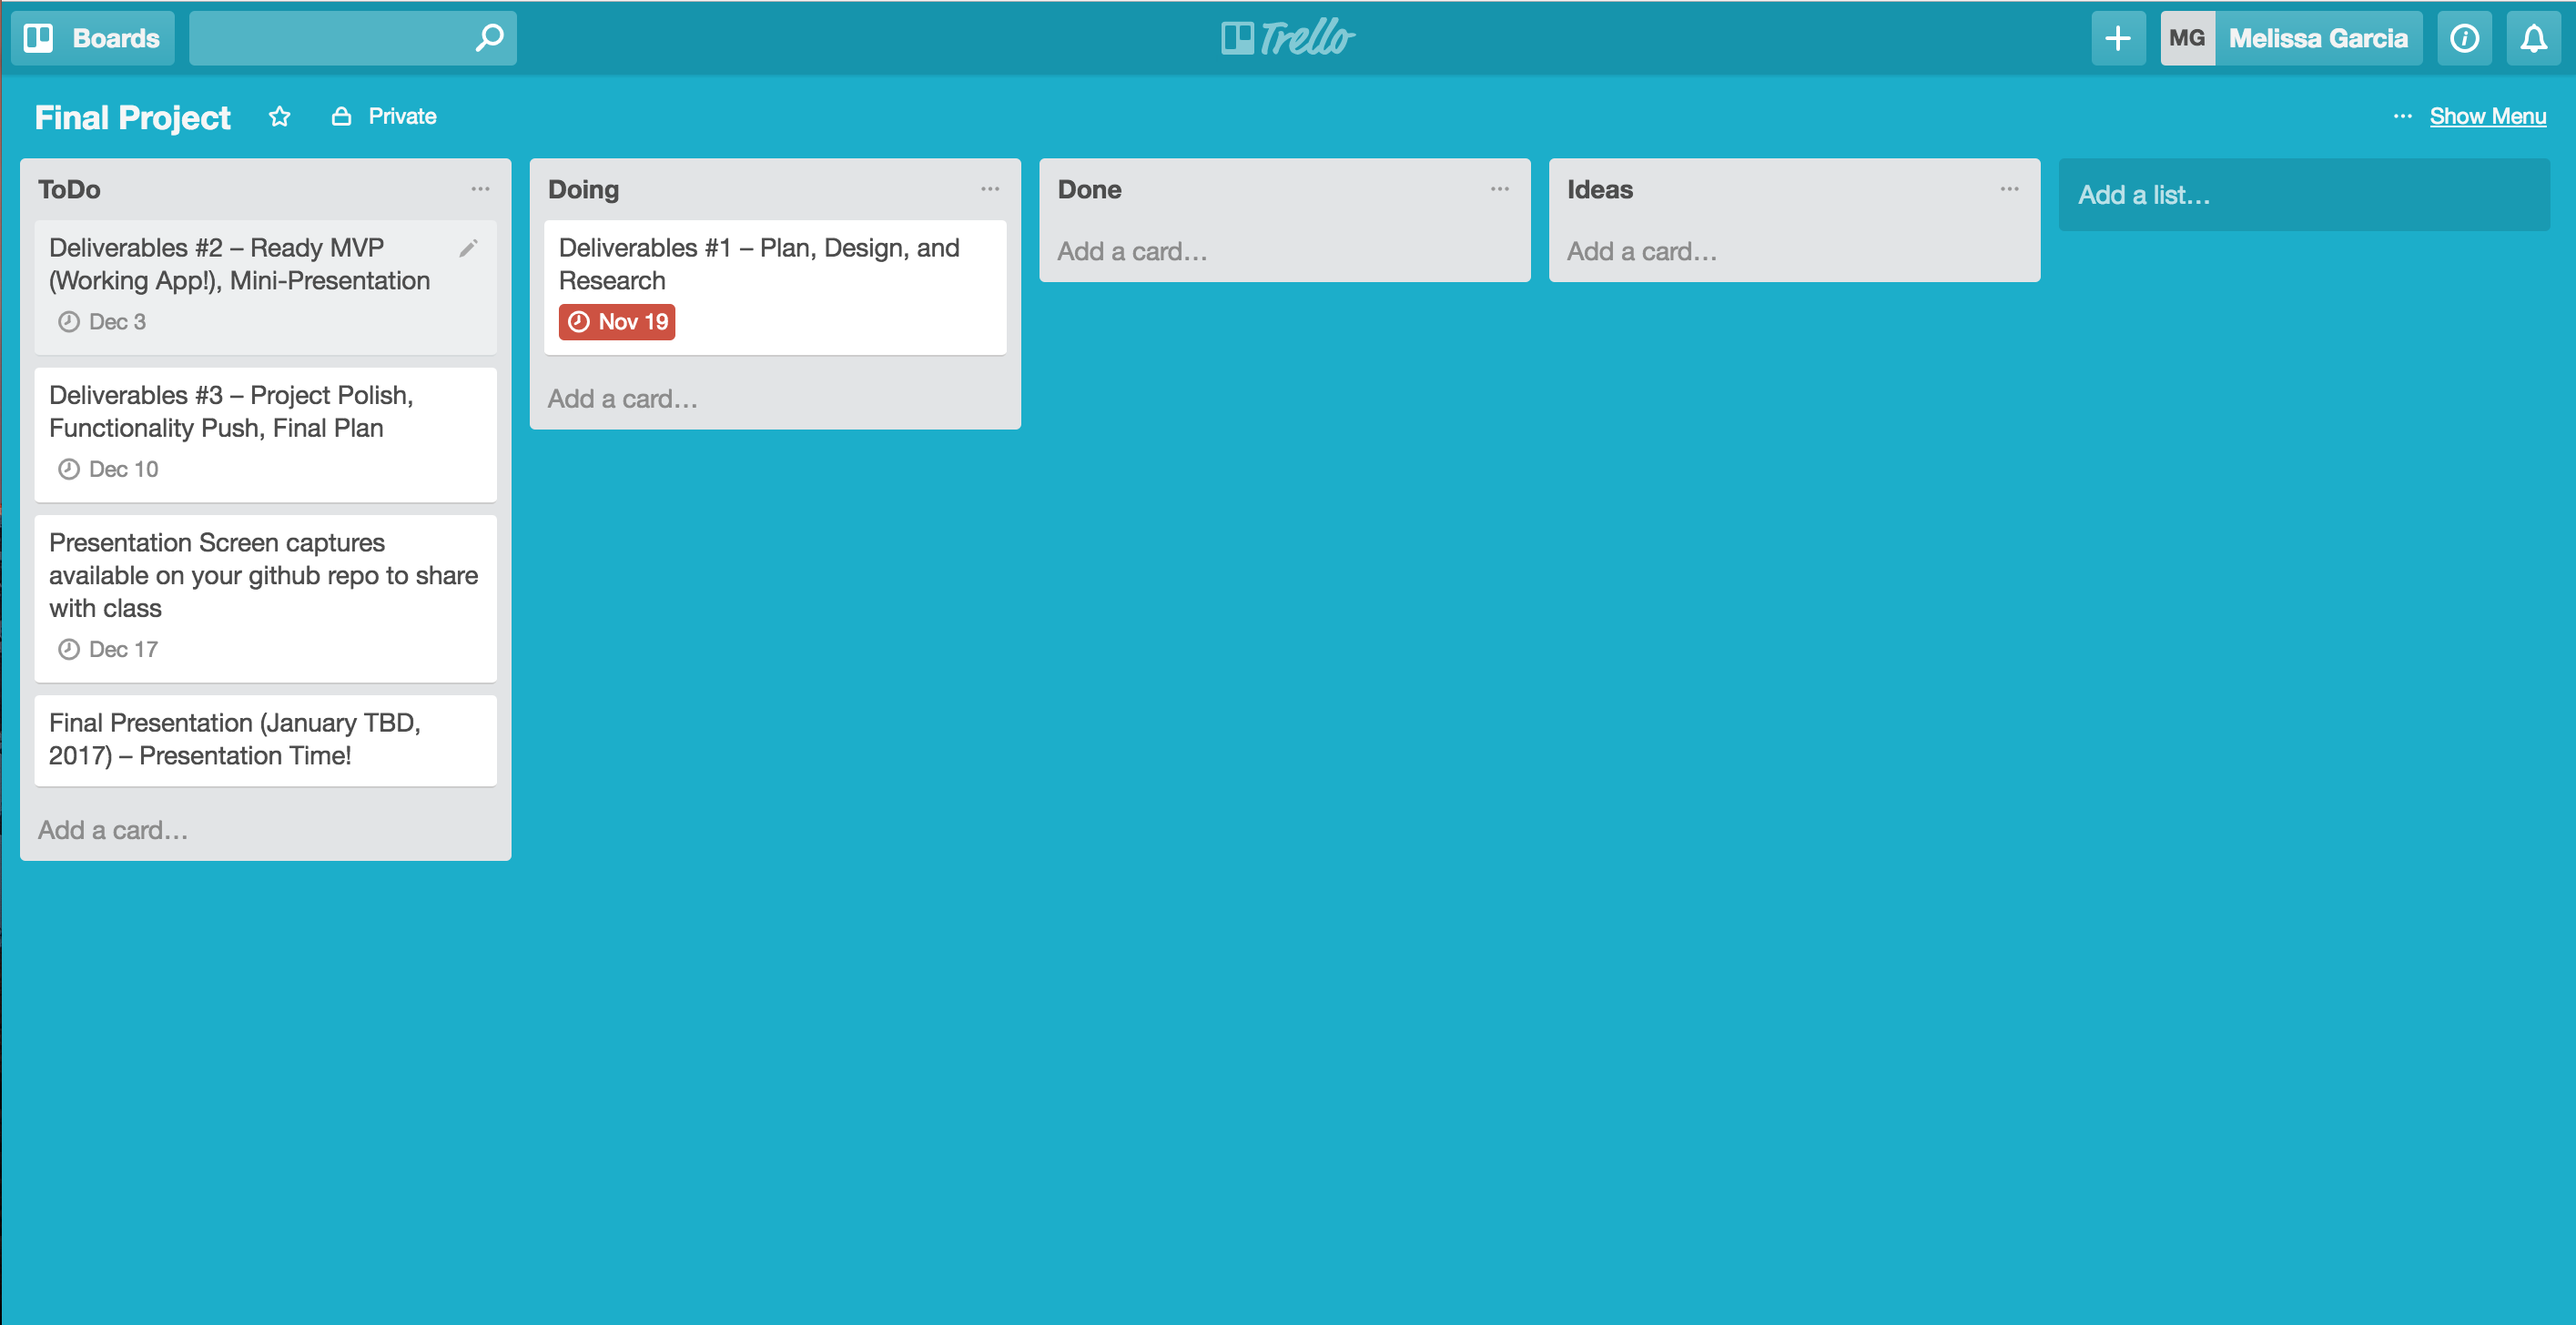 Boards
Trello
MG Melissa Garcia
Final Project
Private
··· Show Menu
ToDo ···
Deliverables #2 – Ready MVP
(Working App!), Mini-Presentation
Dec 3
Deliverables #3 – Project Polish,
Functionality Push, Final Plan
Dec 10
Presentation Screen captures
available on your github repo to share
with class
Dec 17
Final Presentation (January TBD,
2017) – Presentation Time!
Add a card…
Doing ···
Deliverables #1 – Plan, Design, and
Research
Nov 19
Add a card…
Done ···
Add a card…
Ideas ···
Add a card…
Add a list…